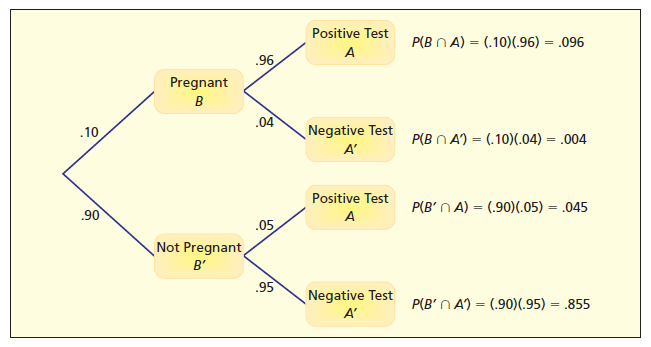 Positive Test
A
P(B ∩ A) = (.10)(.96) = .096
.96
Pregnant
B
.04
.10
Negative Test
A′
P(B ∩ A′) = (.10)(.04) = .004
Positive Test
A
P(B′ ∩ A) = (.90)(.05) = .045
.90
.05
Not Pregnant
B′
.95
Negative Test
A′
P(B′ ∩ A′) = (.90)(.95) = .855